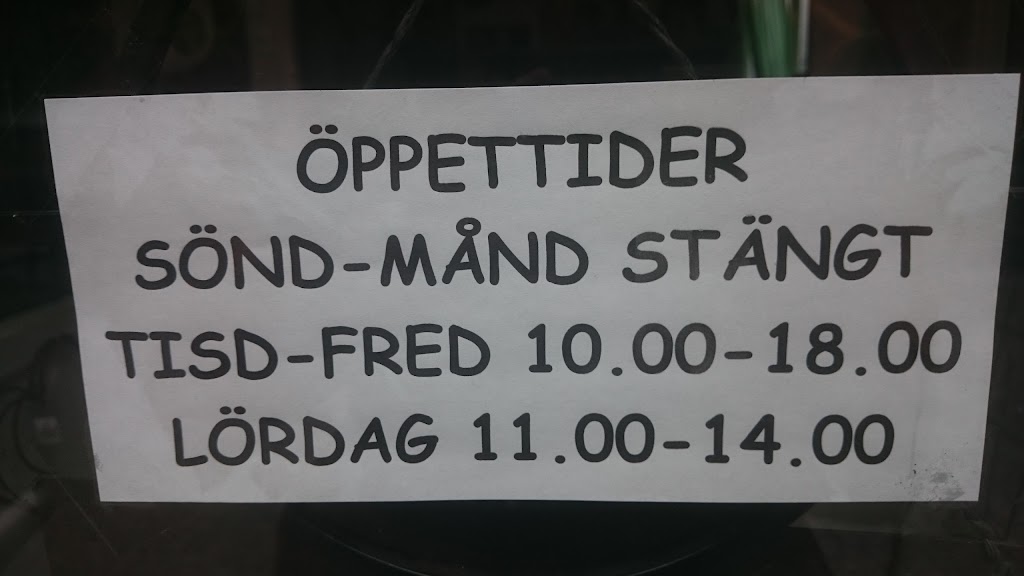 ÖPPETTIDER
SÖND-MÅND STÄNGT
TISD-FRED 10.00-18.00
LÖRDAG 11.00-14.00